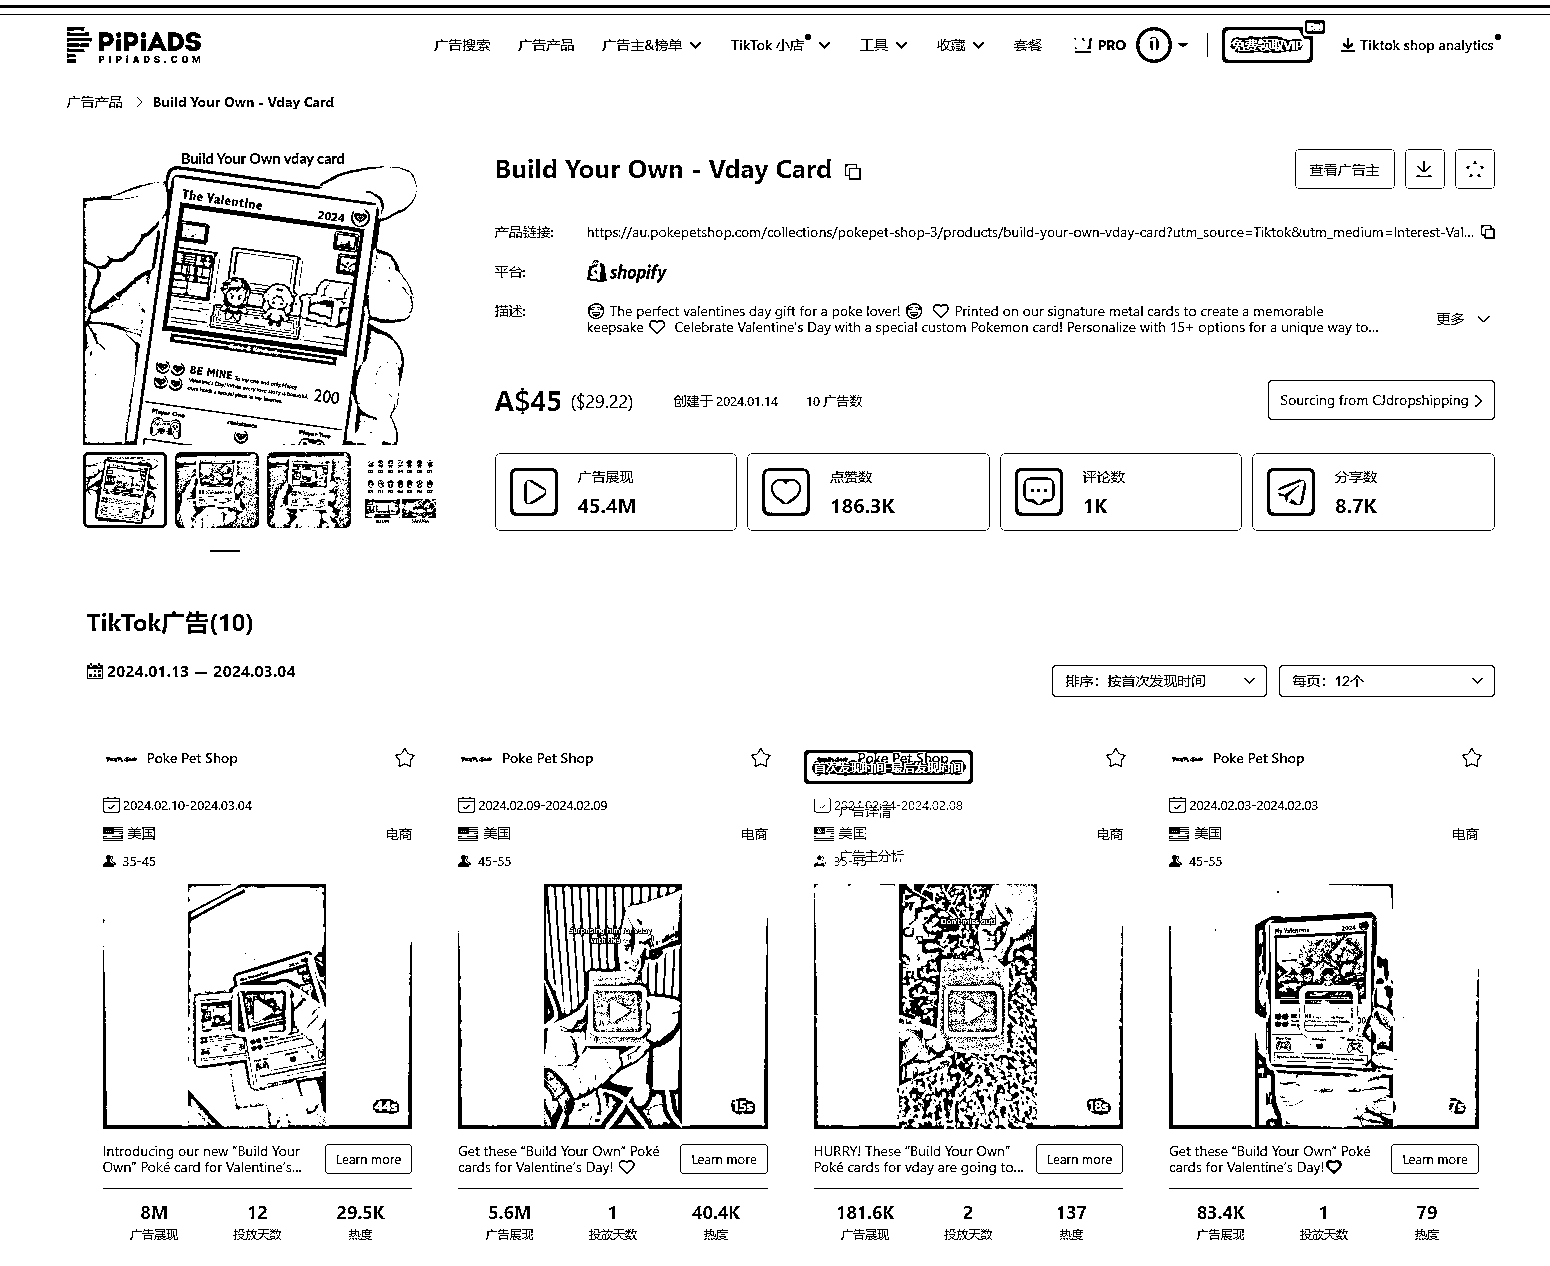 PiPiADS
PIPIADS.COM
广告搜索
广告产品
广告主&榜单
TikTok 小店
工具
收藏
套餐
PRO
免费领取VIP
Tiktok shop analytics
广告产品 > Build Your Own - Vday Card
Build Your Own vday card
The Valentine
2024
BE MINE
200
Player One
Build Your Own - Vday Card
查看广告主
产品链接:
https://au.pokepetshop.com/collections/pokepet-shop-3/products/build-your-own-vday-card?utm_source=Tiktok&utm_medium=Interest-Val...
平台:
shopify
描述:
The perfect valentines day gift for a poke lover! Printed on our signature metal cards to create a memorable
keepsake Celebrate Valentine's Day with a special custom Pokemon card! Personalize with 15+ options for a unique way to...
更多
A$45 ($29.22)
创建于 2024.01.14
10 广告数
Sourcing from CJdropshipping >
广告展现
45.4M
点赞数
186.3K
评论数
1K
分享数
8.7K
TikTok广告(10)
2024.01.13 — 2024.03.04
排序：按首次发现时间
每页：12个
Poke Pet Shop
2024.02.10-2024.03.04
美国
电商
35-45
44s
Introducing our new "Build Your
Own" Poké card for Valentine's...
Learn more
8M
12
29.5K
广告展现
投放天数
热度
Poke Pet Shop
2024.02.09-2024.02.09
美国
电商
45-55
Surprising him for vday
with this
15s
Get these "Build Your Own" Poké
cards for Valentine's Day!
Learn more
5.6M
1
40.4K
广告展现
投放天数
热度
Poke Pet Shop
首次发现时间-最后发现时间
广告详情
美国
电商
广告主分析
Don't miss out!
18s
HURRY! These "Build Your Own"
Poké cards for vday are going to...
Learn more
181.6K
2
137
广告展现
投放天数
热度
Poke Pet Shop
2024.02.03-2024.02.03
美国
电商
45-55
My Valentine
2024
7s
Get these "Build Your Own" Poké
cards for Valentine's Day!
Learn more
83.4K
1
79
广告展现
投放天数
热度